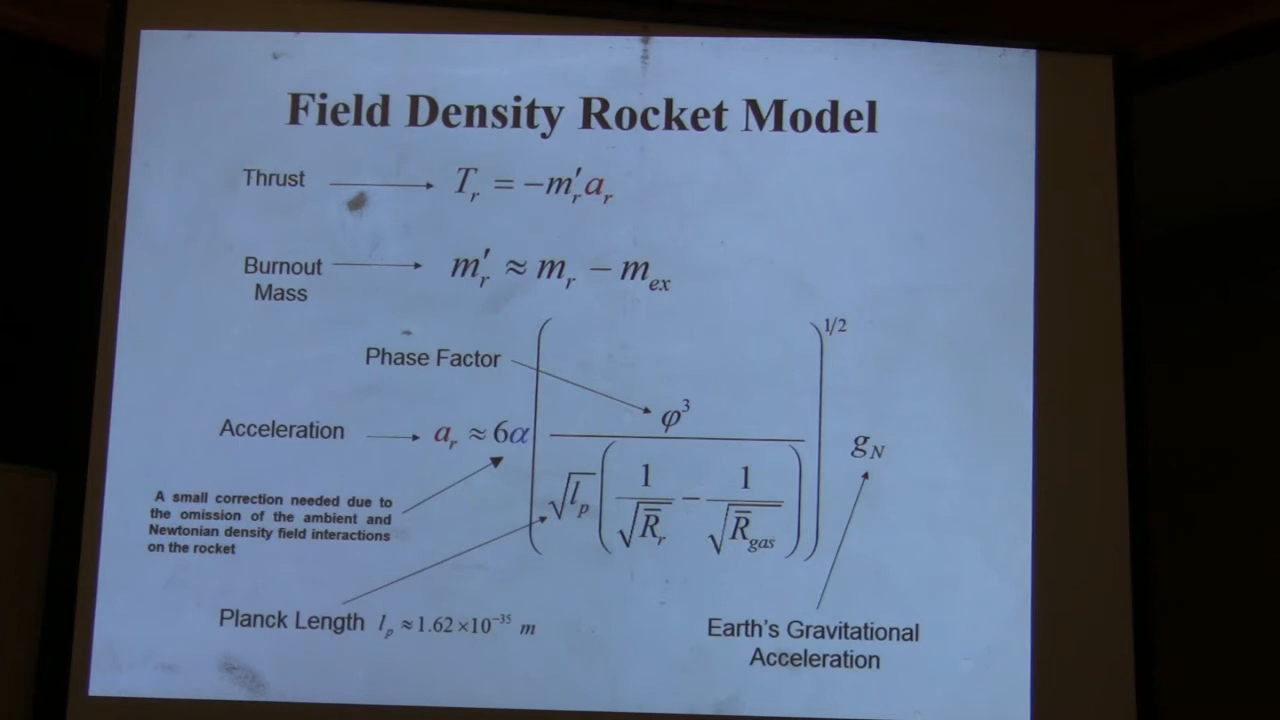 Field Density Rocket Model
Thrust
T_r = −m′_r a_r
Burnout
Mass
m′_r ≈ m_r − m_ex
Phase Factor
Acceleration
a_r ≈ 6α ( φ³ / ( √l_p ( 1/√R̄_r − 1/√R̄_gas ) ) )^{1/2} g_N
A small correction needed due to
the omission of the ambient and
Newtonian density field interactions
on the rocket
Planck Length l_p ≈ 1.62 ×10⁻³⁵ m
Earth's Gravitational
Acceleration